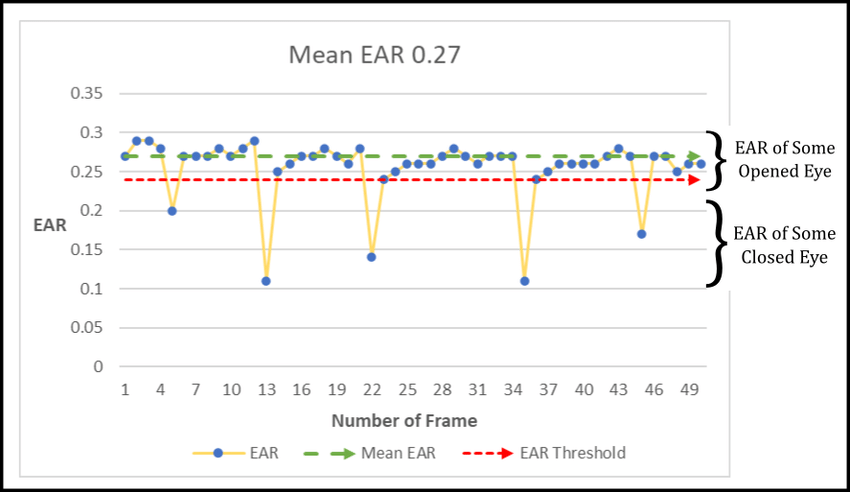 Mean EAR 0.27
0.35
0.3
0.25
0.2
0.15
0.1
0.05
0
EAR
1 4 7 10 13 16 19 22 25 28 31 34 37 40 43 46 49
Number of Frame
EAR Mean EAR EAR Threshold
EAR of Some
Opened Eye
EAR of Some
Closed Eye